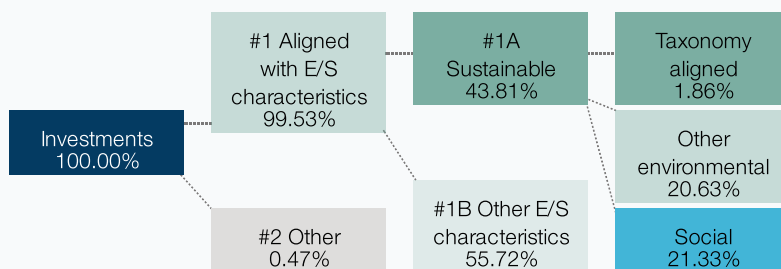 Investments
100.00%
#1 Aligned
with E/S
characteristics
99.53%
#2 Other
0.47%
#1A
Sustainable
43.81%
#1B Other E/S
characteristics
55.72%
Taxonomy
aligned
1.86%
Other
environmental
20.63%
Social
21.33%